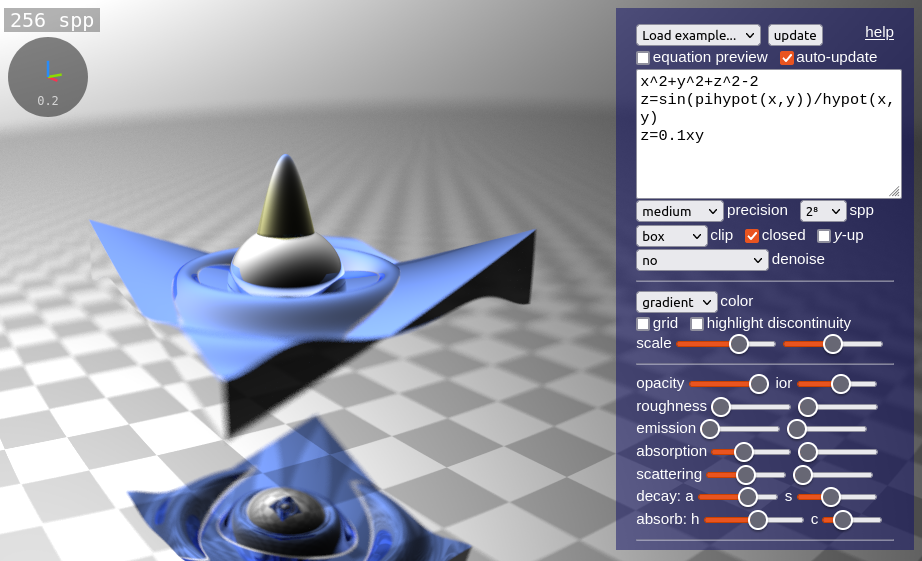 256 spp
0.2
Load example... update help
equation preview auto-update
x^2+y^2+z^2-2
z=sin(pihypot(x,y))/hypot(x,
y)
z=0.1xy
medium precision 2⁸ spp
box clip closed y-up
no denoise
gradient color
grid highlight discontinuity
scale
opacity ior
roughness
emission
absorption
scattering
decay: a s
absorb: h c